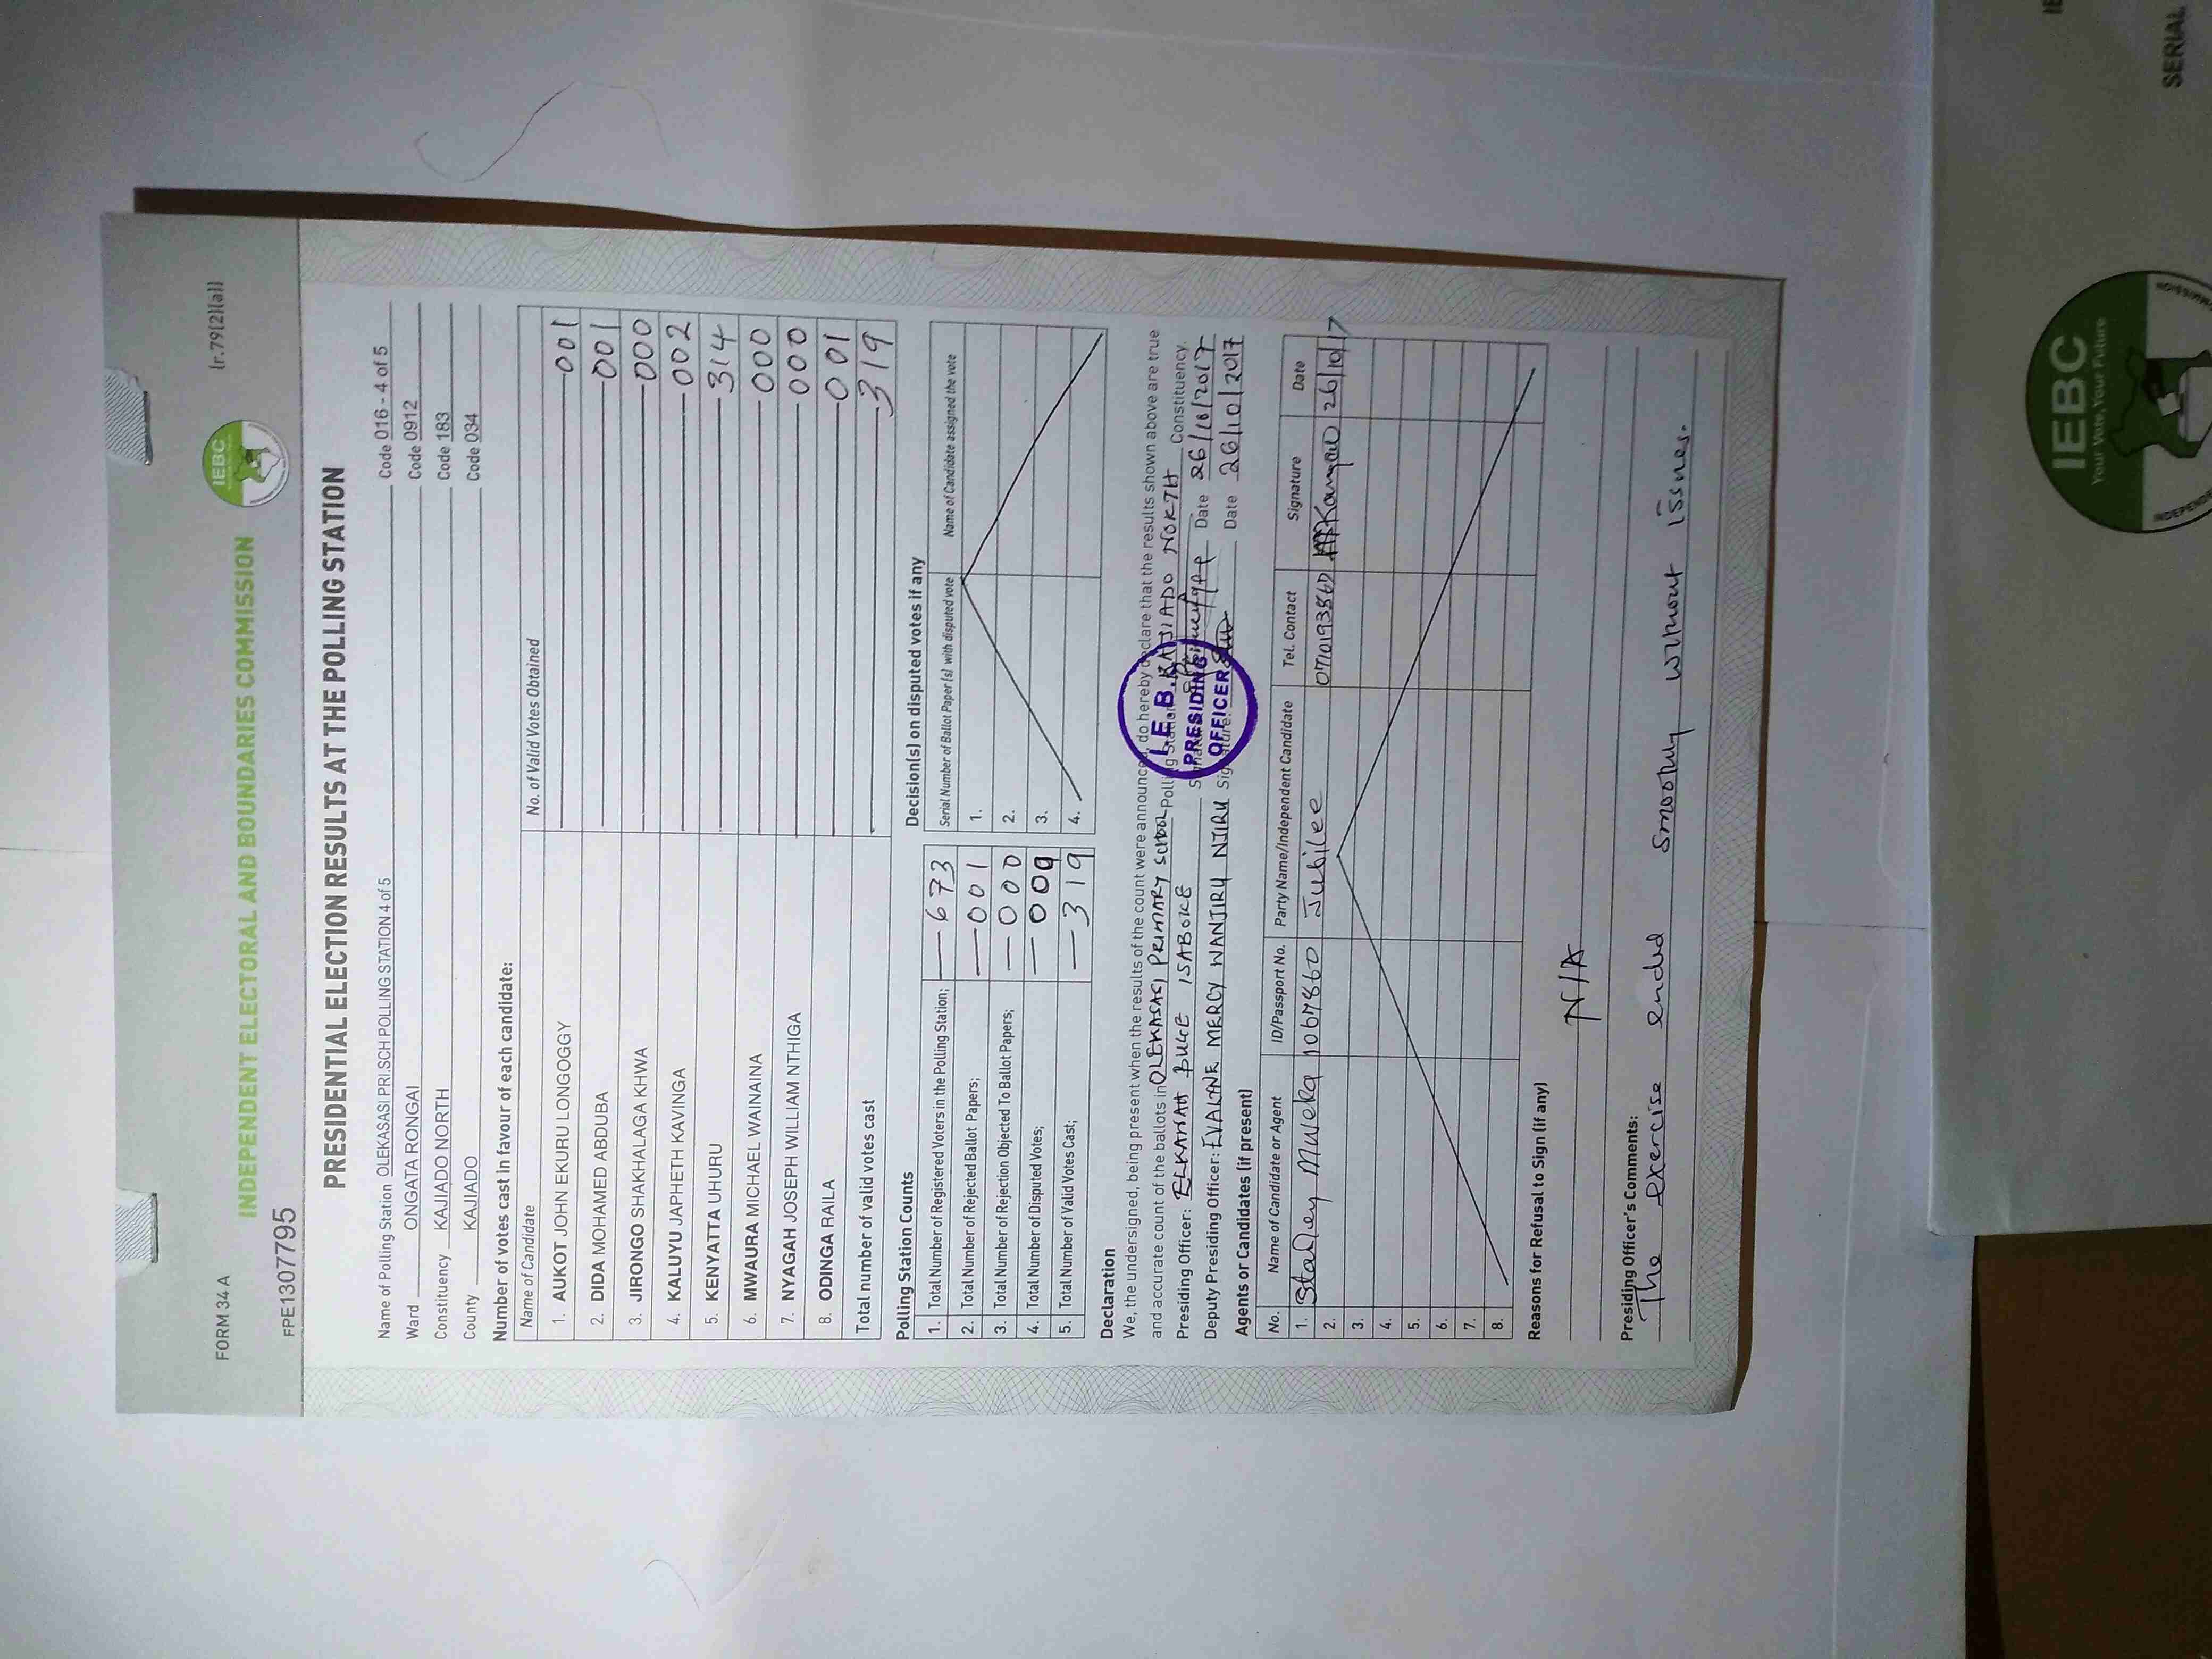 FORM 34 A
(r.79(2)(a))
INDEPENDENT ELECTORAL AND BOUNDARIES COMMISSION
IEBC
FPE1307795
PRESIDENTIAL ELECTION RESULTS AT THE POLLING STATION
Name of Polling Station OLEKASASI PRI.SCH POLLING STATION 4 of 5 Code 016 - 4 of 5
Ward ONGATA RONGAI Code 0912
Constituency KAJIADO NORTH Code 183
County KAJIADO Code 034
Number of votes cast in favour of each candidate:
Name of Candidate No. of Valid Votes Obtained
1. AUKOT JOHN EKURU LONGOGGY 001
2. DIDA MOHAMED ABDUBA 001
3. JIRONGO SHAKHALAGA KHWA 000
4. KALUYU JAPHETH KAVINGA 002
5. KENYATTA UHURU 314
6. MWAURA MICHAEL WAINAINA 000
7. NYAGAH JOSEPH WILLIAM NTHIGA 000
8. ODINGA RAILA 001
Total number of valid votes cast 319
Polling Station Counts
1. Total Number of Registered Voters in the Polling Station; 673
2. Total Number of Rejected Ballot Papers; 001
3. Total Number of Rejection Objected To Ballot Papers; 000
4. Total Number of Disputed Votes; 000
5. Total Number of Valid Votes Cast; 319
Decision(s) on disputed votes if any
Serial Number of Ballot Paper (s) with disputed vote Name of Candidate assigned the vote
1.
2.
3.
4.
Declaration
We, the undersigned, being present when the results of the count were announced, do hereby declare that the results shown above are true
and accurate count of the ballots in OLEKASASI PRIMARY SCHOOL Polling Station KAJIADO NORTH Constituency.
Presiding Officer: ELKANAH ISABOKE Signature Date 26/10/2017
Deputy Presiding Officer: EVALYNE MERCY WANJIRU NJIRU Signature: Date 26/10/2017
I.E.B.C
PRESIDING
OFFICER
Agents or Candidates (if present)
No. Name of Candidate or Agent ID/Passport No. Party Name/Independent Candidate Tel. Contact Signature Date
1. Stanley Mulela 1067860 Jubilee 0710193867 26/10/17
2.
3.
4.
5.
6.
7.
8.
Reasons for Refusal to Sign (if any)
N/A
Presiding Officer's Comments:
The exercise ended smoothly without issues.
IEBC
Your Vote, Your Future
SERIAL